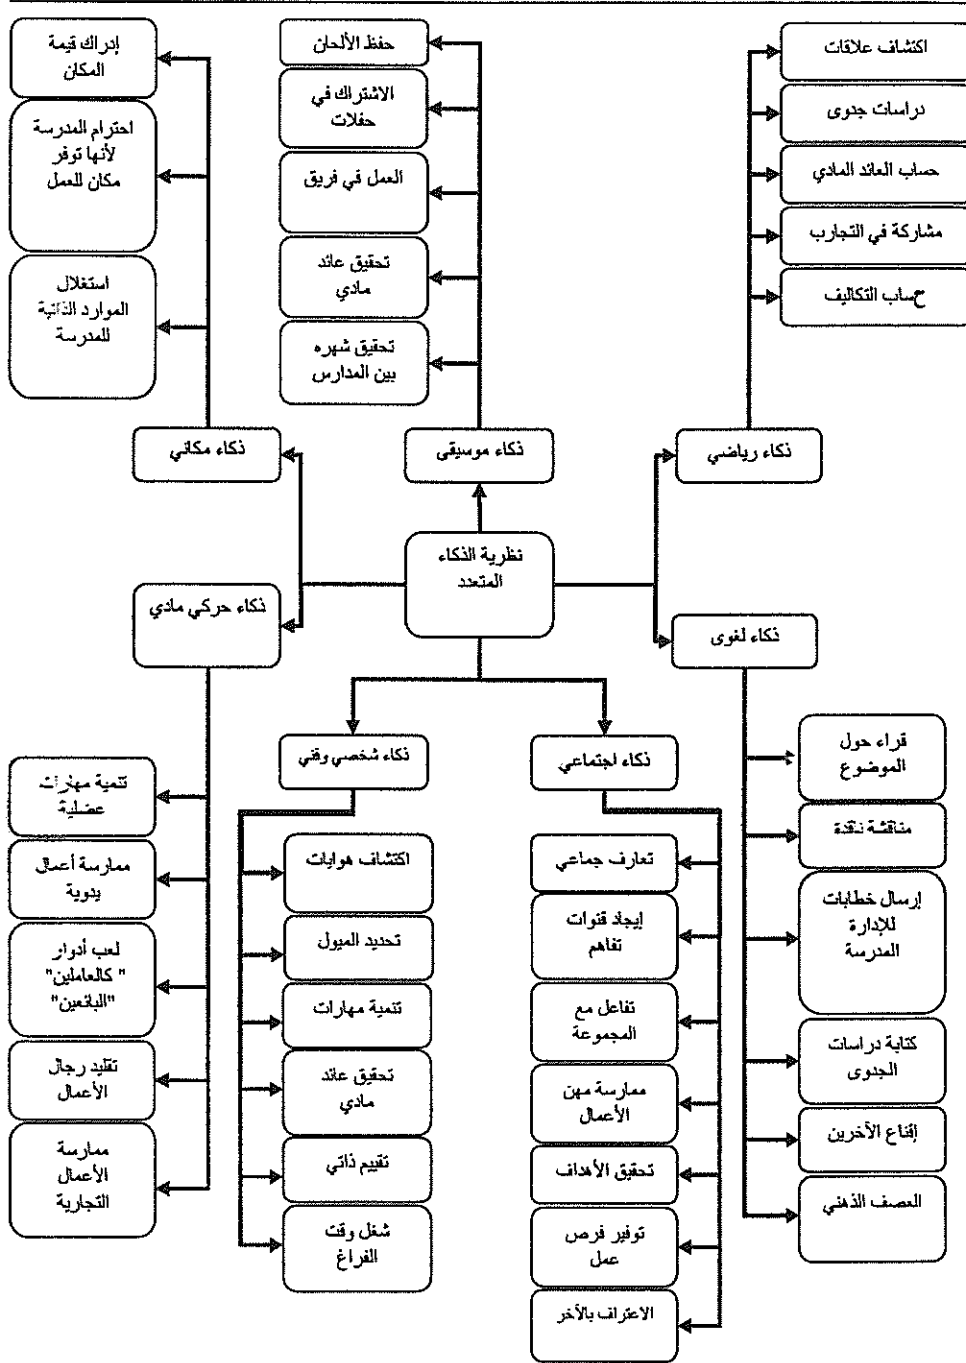 اكتشاف علاقات
دراسات جدوى
حساب العائد المادي
مشاركة في التجارب
حساب التكاليف
ذكاء رياضي
حفظ الألحان
الاشتراك في
حفلات
العمل في فريق
تحقيق عائد
مادي
تحقيق شهره
بين المدارس
ذكاء موسيقى
إدراك قيمة
المكان
احترام المدرسة
لأنها توفر
مكان للعمل
استغلال
الموارد الذاتية
للمدرسة
ذكاء مكاني
نظرية الذكاء
المتعدد
ذكاء لغوى
قراء حول
الموضوع
مناقشة ناقدة
إرسال خطابات
للإدارة
المدرسة
كتابة دراسات
الجدوى
إقناع الآخرين
العصف الذهني
ذكاء اجتماعي
تعارف جماعي
إيجاد قنوات
تفاهم
تفاعل مع
المجموعة
ممارسة مهن
الأعمال
تحقيق الأهداف
توفير فرص
عمل
الاعتراف بالأخر
ذكاء شخصي وفني
اكتشاف هوايات
تحديد الميول
تنمية مهارات
تحقيق عائد
مادي
تقييم ذاتي
شغل وقت
الفراغ
ذكاء حركي مادي
تنمية مهارات
عضلية
ممارسة أعمال
يدوية
لعب أدوار
"كالعاملين"
"البائعين"
تقليد رجال
الأعمال
ممارسة
الأعمال
التجارية